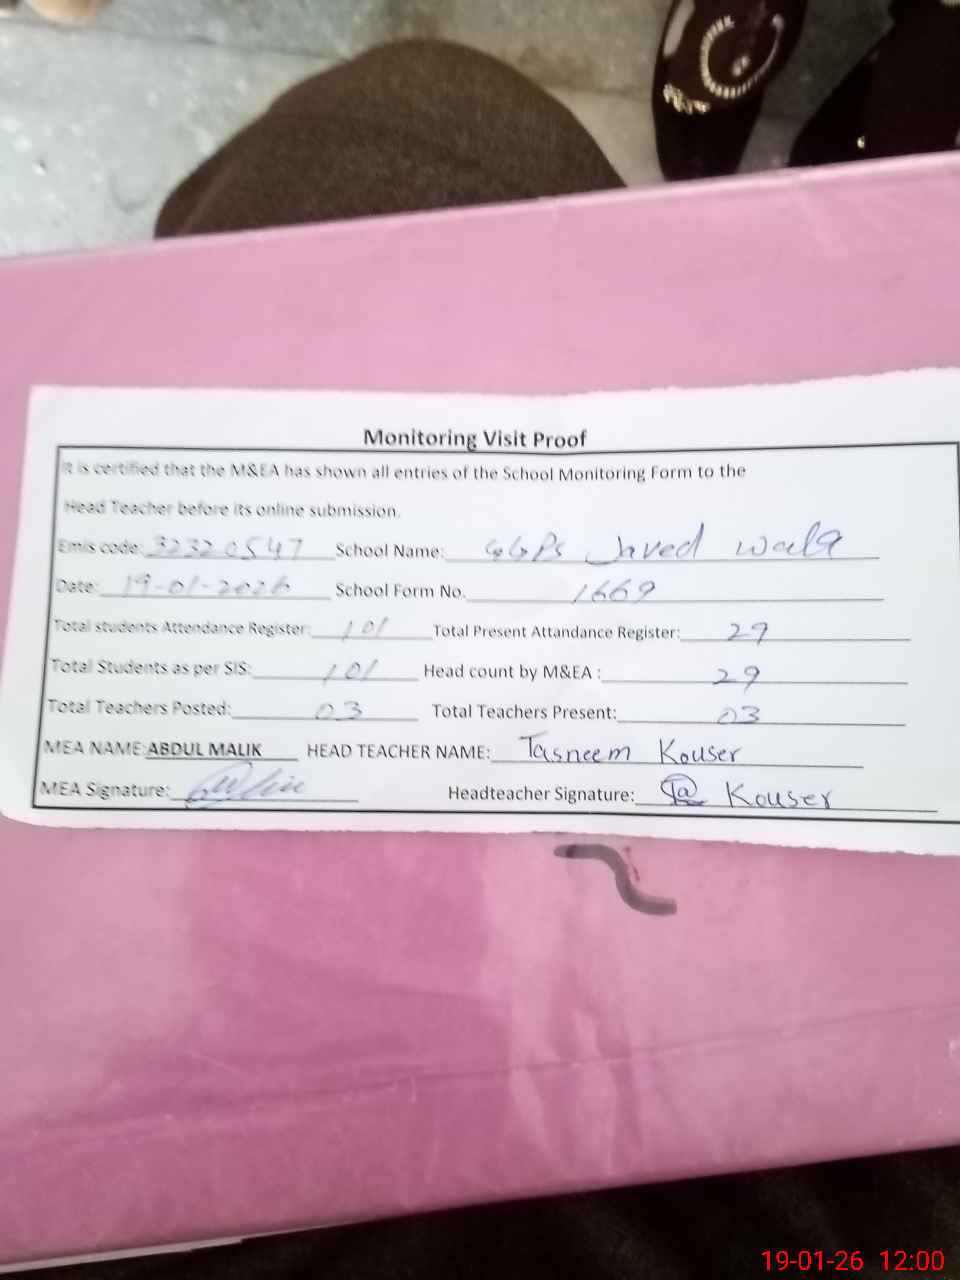 Monitoring Visit Proof
It is certified that the M&EA has shown all entries of the School Monitoring Form to the
Head Teacher before its online submission.
Emis code: 32320547 School Name: GGPS Javed wala
Date: 19-01-2026 School Form No. 1669
Total students Attendance Register: 101 Total Present Attandance Register: 29
Total Students as per SIS: 101 Head count by M&EA : 29
Total Teachers Posted: 03 Total Teachers Present: 03
MEA NAME: ABDUL MALIK HEAD TEACHER NAME: Tasneem Kouser
MEA Signature: Headteacher Signature: Ta Kouser
19-01-26 12:00